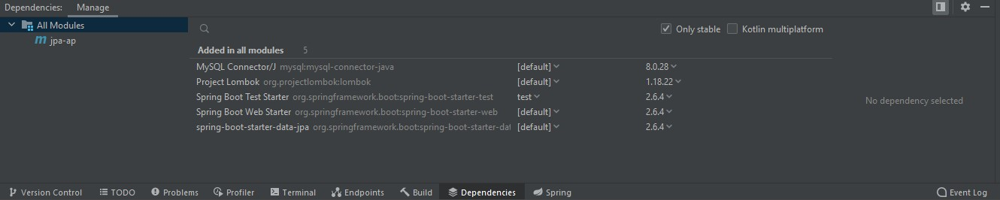 Dependencies: Manage
All Modules
jpa-ap
Only stable Kotlin multiplatform
Added in all modules 5
MySQL Connector/J mysql:mysql-connector-java [default] 8.0.28
Project Lombok org.projectlombok:lombok [default] 1.18.22
Spring Boot Test Starter org.springframework.boot:spring-boot-starter-test test 2.6.4
Spring Boot Web Starter org.springframework.boot:spring-boot-starter-web [default] 2.6.4
spring-boot-starter-data-jpa org.springframework.boot:spring-boot-starter-dat [default] 2.6.4
No dependency selected
Version Control TODO Problems Profiler Terminal Endpoints Build Dependencies Spring Event Log